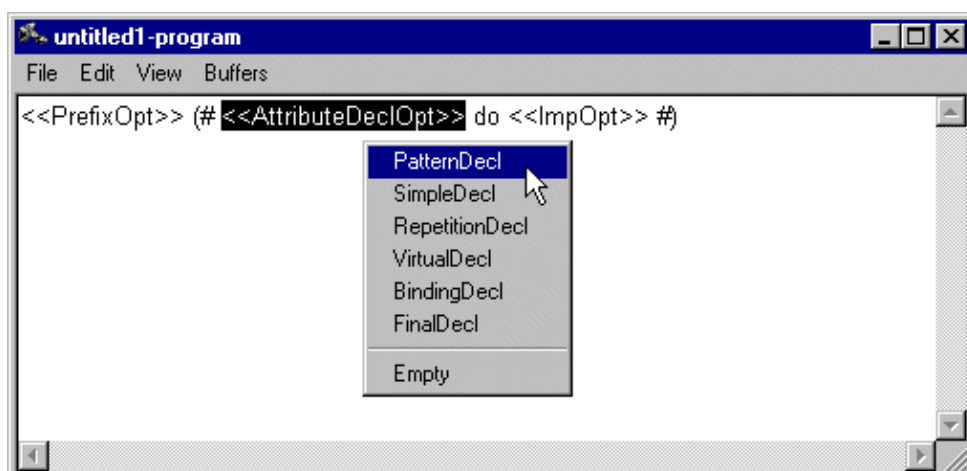 untitled1-program
File Edit View Buffers
<<PrefixOpt>> (# <<AttributeDeclOpt>> do <<ImpOpt>> #)
PatternDecl
SimpleDecl
RepetitionDecl
VirtualDecl
BindingDecl
FinalDecl
Empty